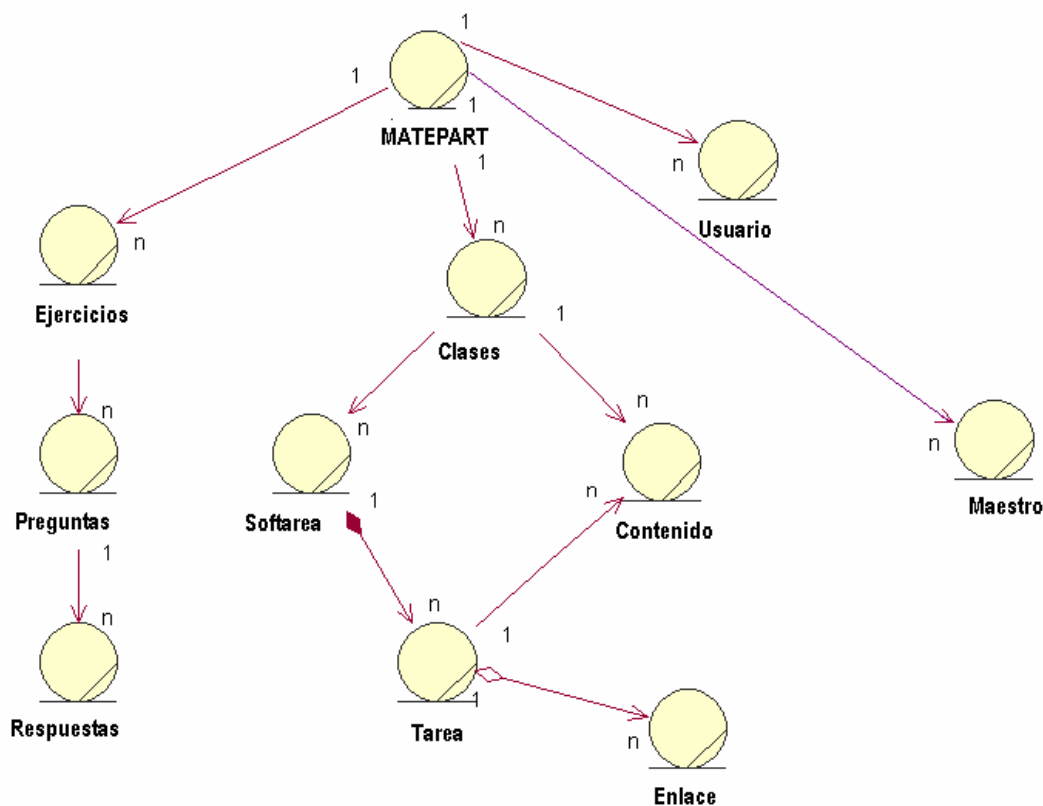 1
1
1
MATEPART
1
n
Usuario
n
n
Ejercicios
1
Clases
n
n
n
n
Maestro
n
1
Preguntas
Softarea
Contenido
1
n
n
1
Respuestas
1
Tarea
n
Enlace